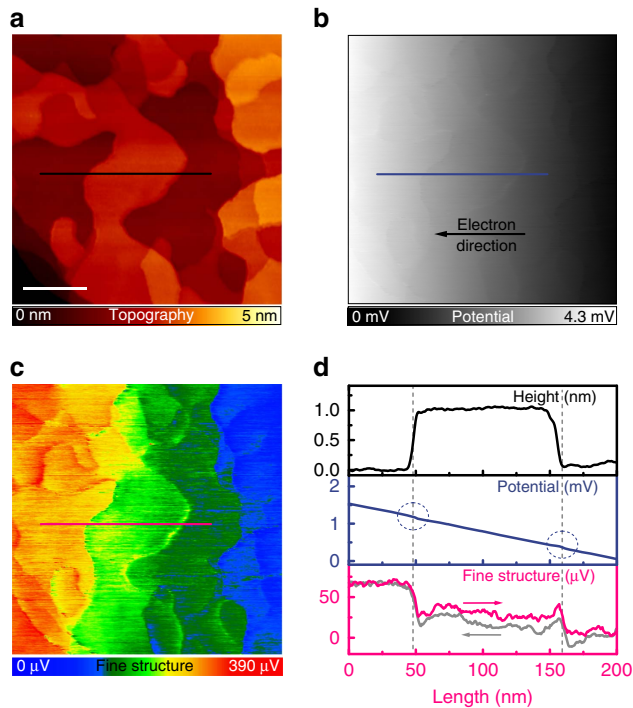 a
0 nm Topography 5 nm
b
Electron
direction
0 mV Potential 4.3 mV
c
0 μV Fine structure 390 μV
d
Height (nm)
1.0
0.5
0.0
Potential (mV)
2
1
0
Fine structure (μV)
50
0
0 50 100 150 200
Length (nm)